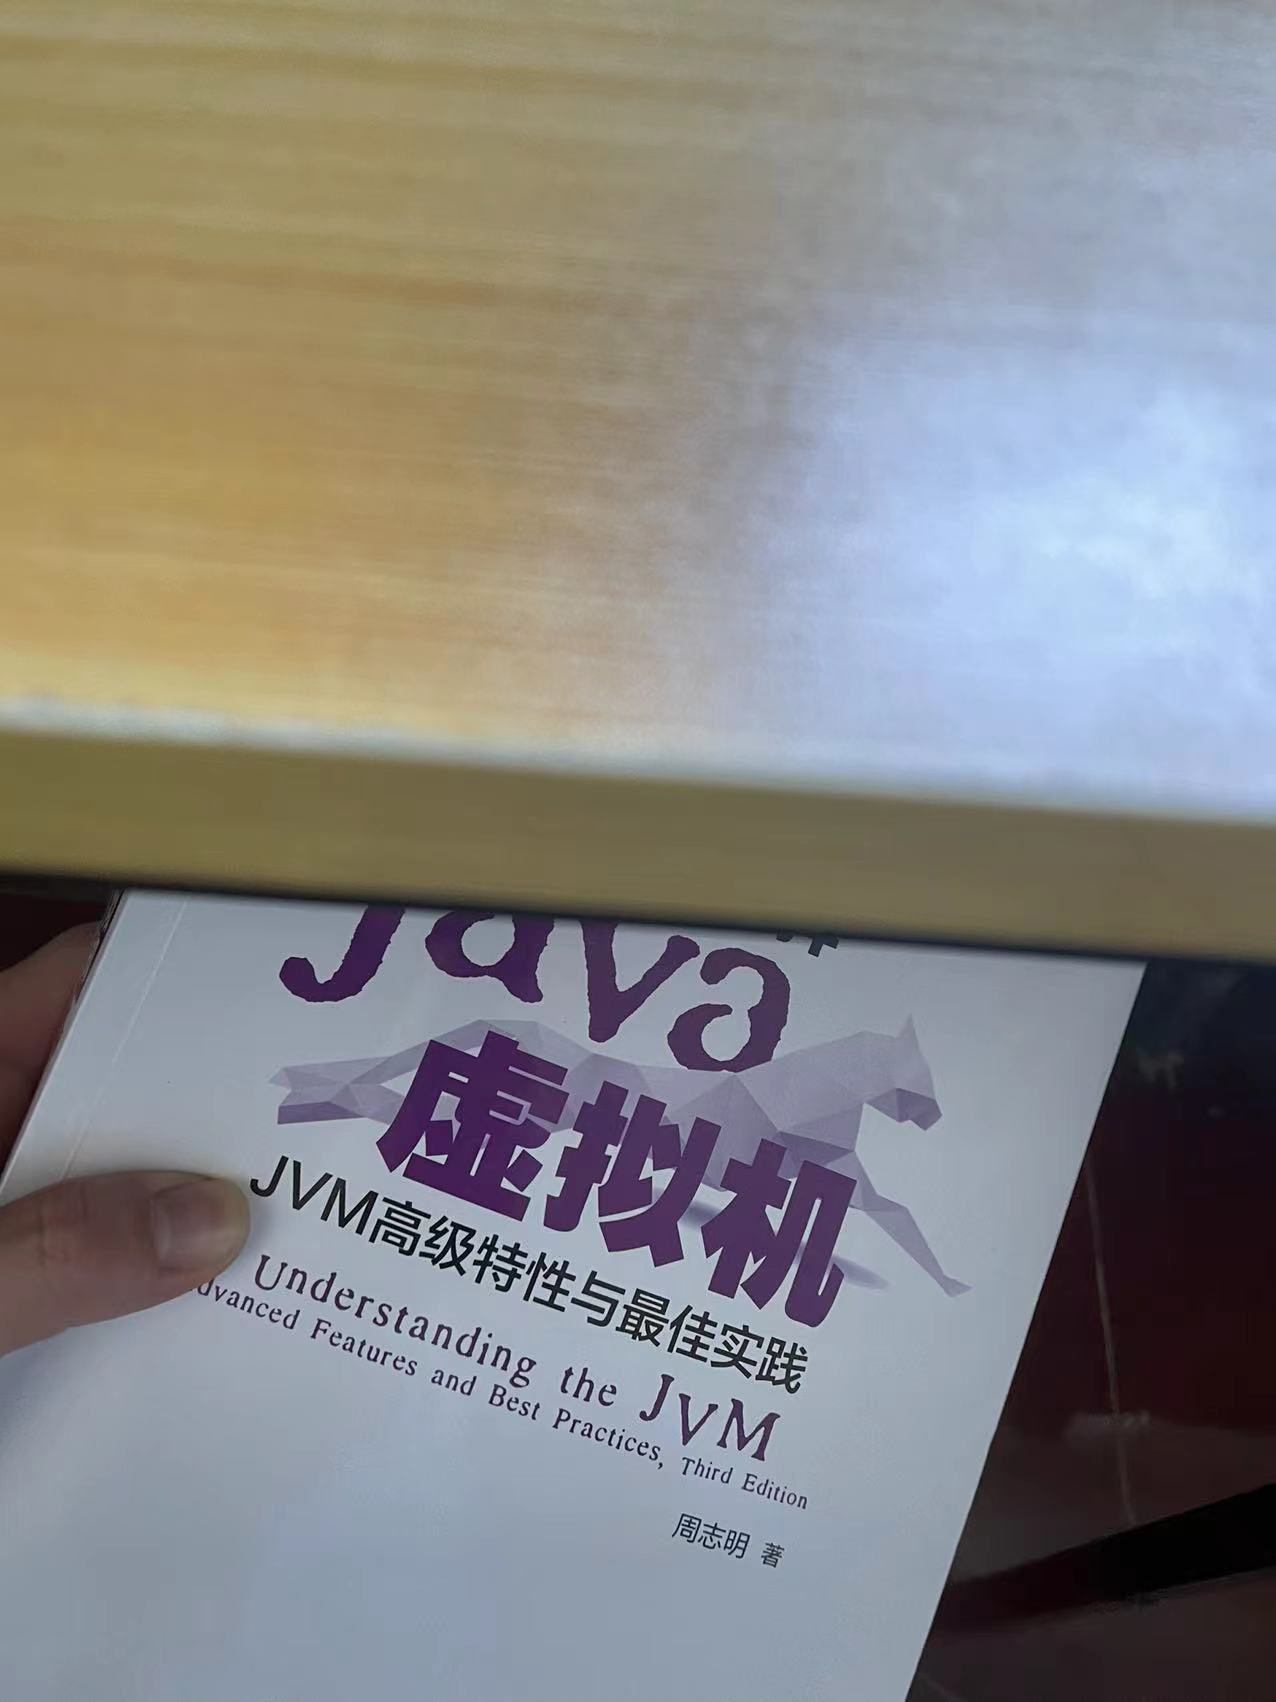 Java
虚拟机
JVM高级特性与最佳实践
Understanding the JVM
dvanced Features and Best Practices, Third Edition
周志明 著